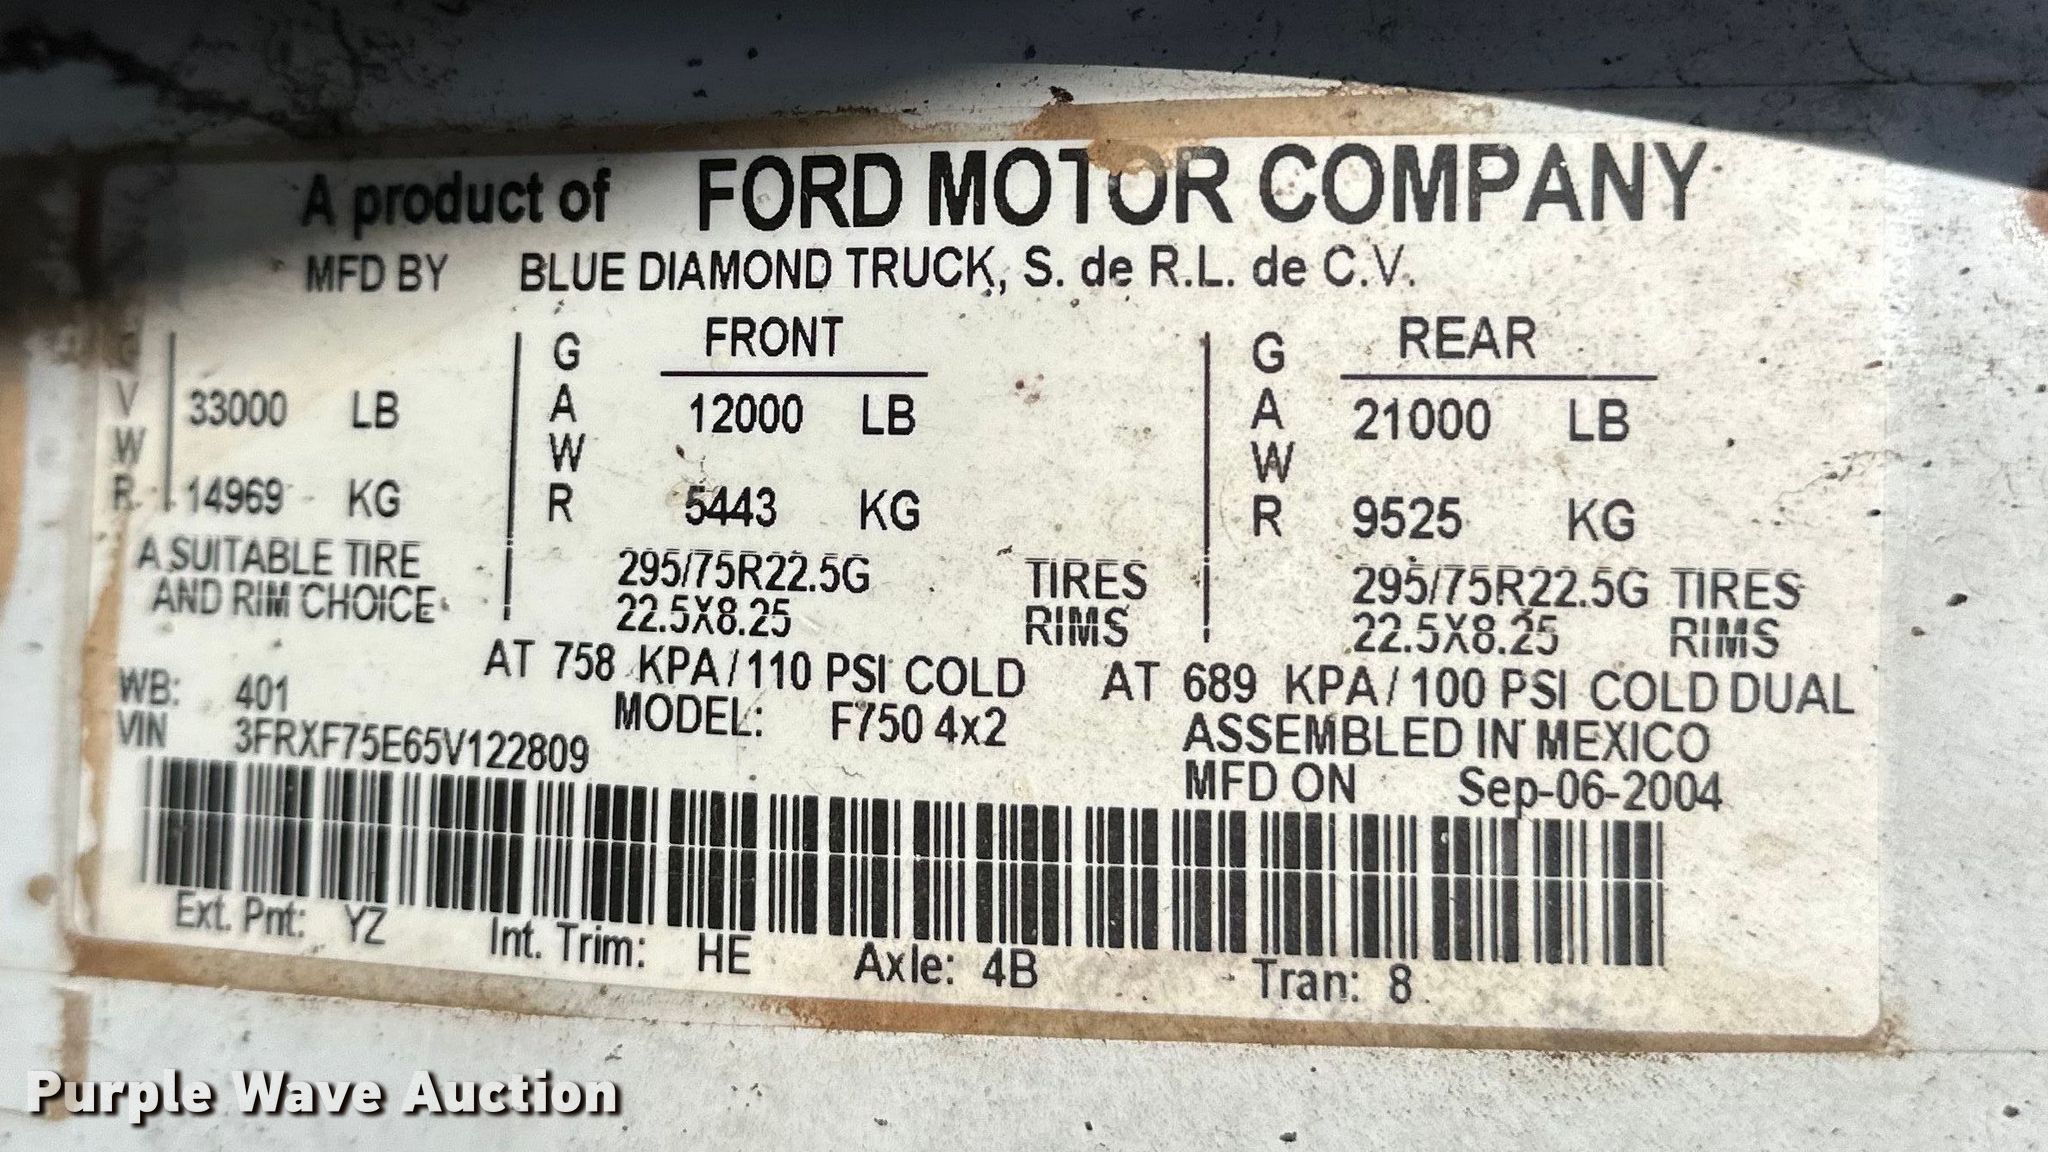 A product of FORD MOTOR COMPANY
MFD BY BLUE DIAMOND TRUCK, S. de R.L. de C.V.
GVWR 33000 LB
14969 KG
GAWR FRONT
12000 LB
5443 KG
GAWR REAR
21000 LB
9525 KG
A SUITABLE TIRE
AND RIM CHOICE
295/75R22.5G TIRES
22.5X8.25 RIMS
295/75R22.5G TIRES
22.5X8.25 RIMS
AT 758 KPA/110 PSI COLD
AT 689 KPA/100 PSI COLD DUAL
WB: 401
MODEL: F750 4x2
ASSEMBLED IN MEXICO
VIN 3FRXF75E65V122809
MFD ON Sep-06-2004
Ext. Pnt: YZ Int. Trim: HE Axle: 4B Tran: 8
Purple Wave Auction